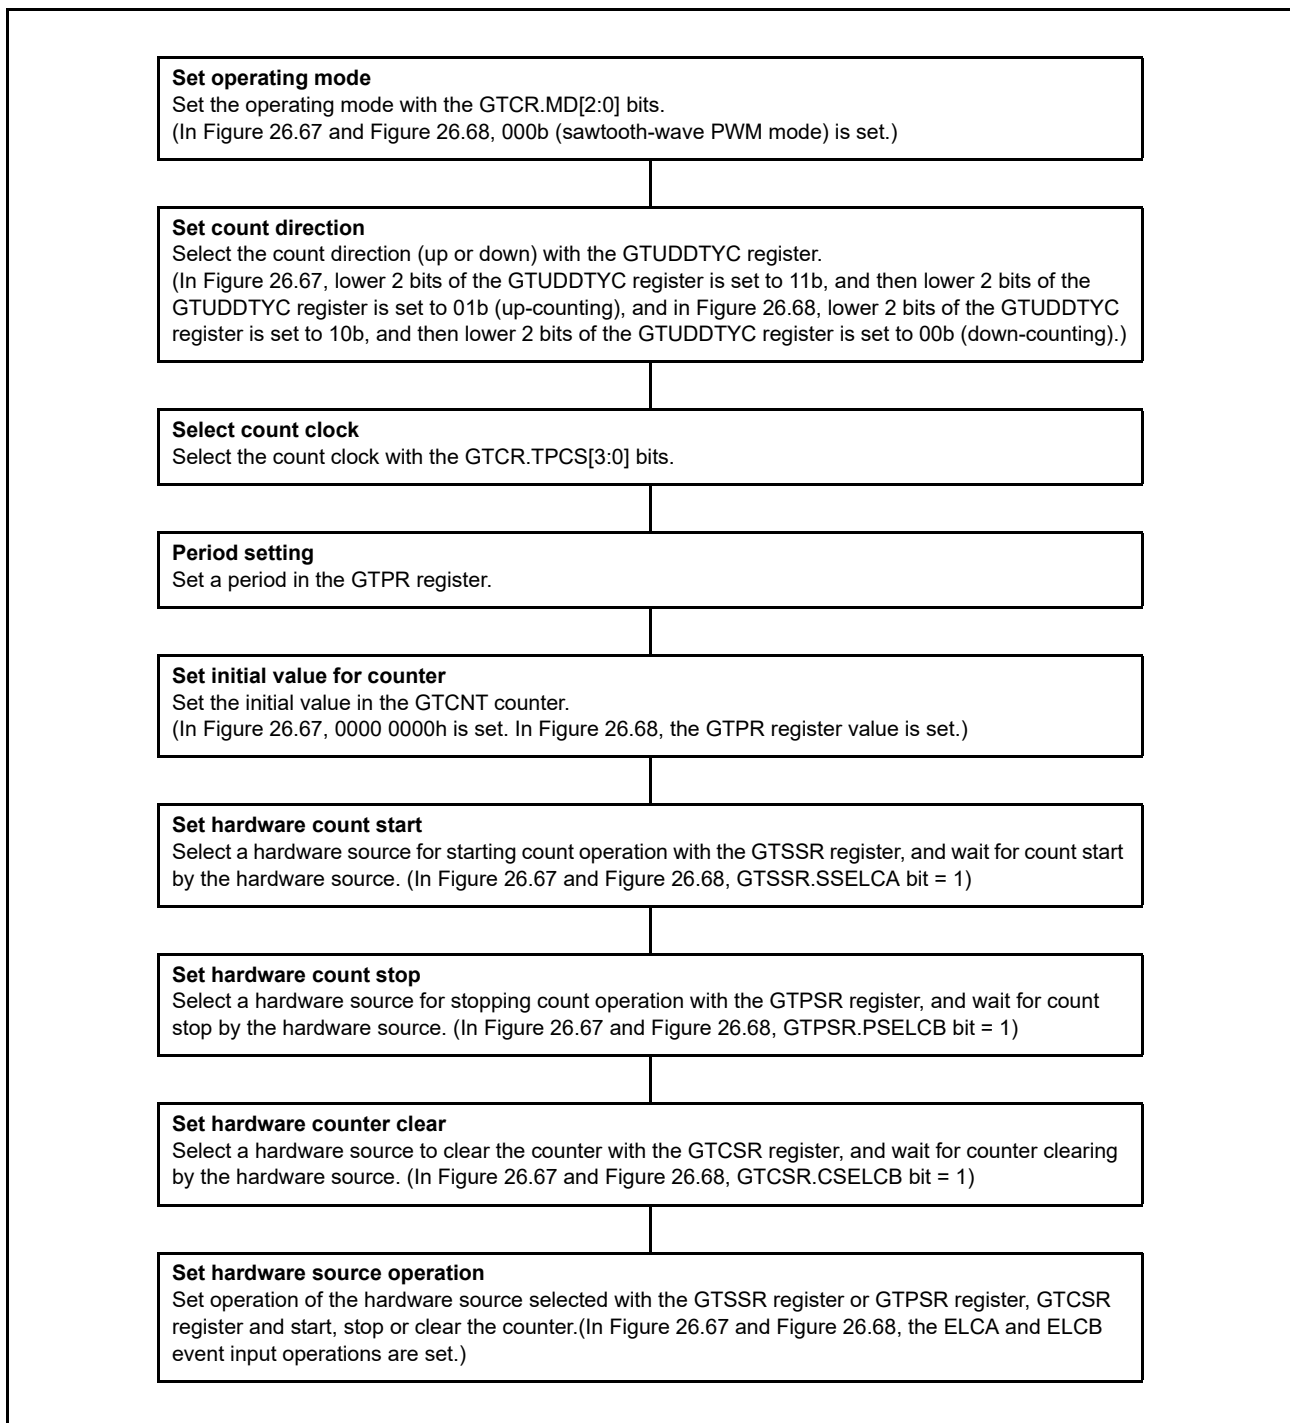 Set operating mode
Set the operating mode with the GTCR.MD[2:0] bits.
(In Figure 26.67 and Figure 26.68, 000b (sawtooth-wave PWM mode) is set.)
Set count direction
Select the count direction (up or down) with the GTUDDTYC register.
(In Figure 26.67, lower 2 bits of the GTUDDTYC register is set to 11b, and then lower 2 bits of the
GTUDDTYC register is set to 01b (up-counting), and in Figure 26.68, lower 2 bits of the GTUDDTYC
register is set to 10b, and then lower 2 bits of the GTUDDTYC register is set to 00b (down-counting).)
Select count clock
Select the count clock with the GTCR.TPCS[3:0] bits.
Period setting
Set a period in the GTPR register.
Set initial value for counter
Set the initial value in the GTCNT counter.
(In Figure 26.67, 0000 0000h is set. In Figure 26.68, the GTPR register value is set.)
Set hardware count start
Select a hardware source for starting count operation with the GTSSR register, and wait for count start
by the hardware source. (In Figure 26.67 and Figure 26.68, GTSSR.SSELCA bit = 1)
Set hardware count stop
Select a hardware source for stopping count operation with the GTPSR register, and wait for count
stop by the hardware source. (In Figure 26.67 and Figure 26.68, GTPSR.PSELCB bit = 1)
Set hardware counter clear
Select a hardware source to clear the counter with the GTCSR register, and wait for counter clearing
by the hardware source. (In Figure 26.67 and Figure 26.68, GTCSR.CSELCB bit = 1)
Set hardware source operation
Set operation of the hardware source selected with the GTSSR register or GTPSR register, GTCSR
register and start, stop or clear the counter.(In Figure 26.67 and Figure 26.68, the ELCA and ELCB
event input operations are set.)